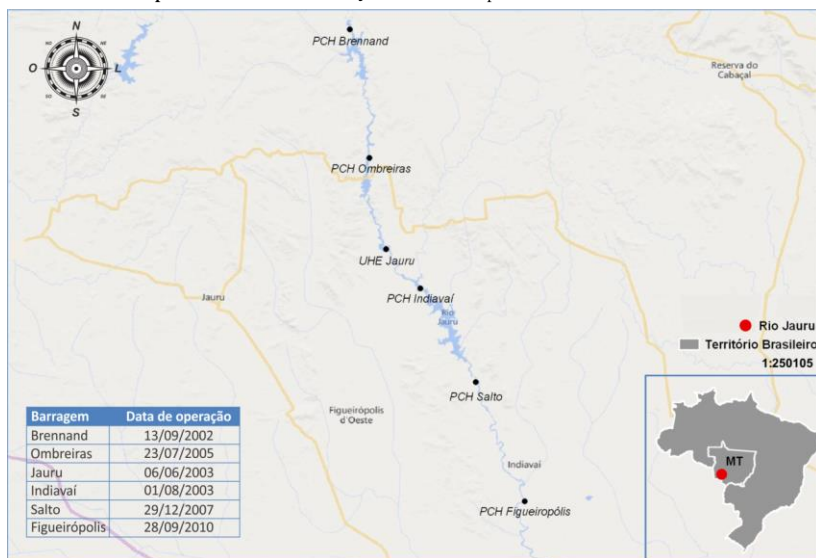 N
O
L
S
PCH Brennand
Reserva do
Cabaçal
PCH Ombreiras
UHE Jauru
PCH Indiavaí
Jauru
Rio
Jauru
Rio Jauru
Território Brasileiro
1:250105
PCH Salto
Figueirópolis
d'Oeste
Indiavaí
PCH Figueiropólis
Barragem Data de operação
Brennand 13/09/2002
Ombreiras 23/07/2005
Jauru 06/06/2003
Indiavaí 01/08/2003
Salto 29/12/2007
Figueirópolis 28/09/2010
MT